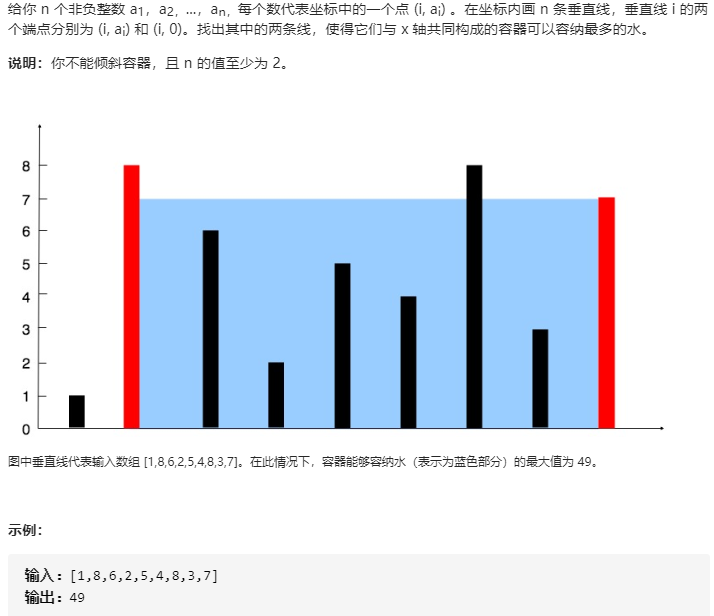 给你 n 个非负整数 a1，a2，...，an，每个数代表坐标中的一个点 (i, ai) 。在坐标内画 n 条垂直线，垂直线 i 的两
个端点分别为 (i, ai) 和 (i, 0)。找出其中的两条线，使得它们与 x 轴共同构成的容器可以容纳最多的水。
说明：你不能倾斜容器，且 n 的值至少为 2。
8
7
6
5
4
3
2
1
0
图中垂直线代表输入数组 [1,8,6,2,5,4,8,3,7]。在此情况下，容器能够容纳水（表示为蓝色部分）的最大值为 49。
示例：
输入：[1,8,6,2,5,4,8,3,7]
输出：49